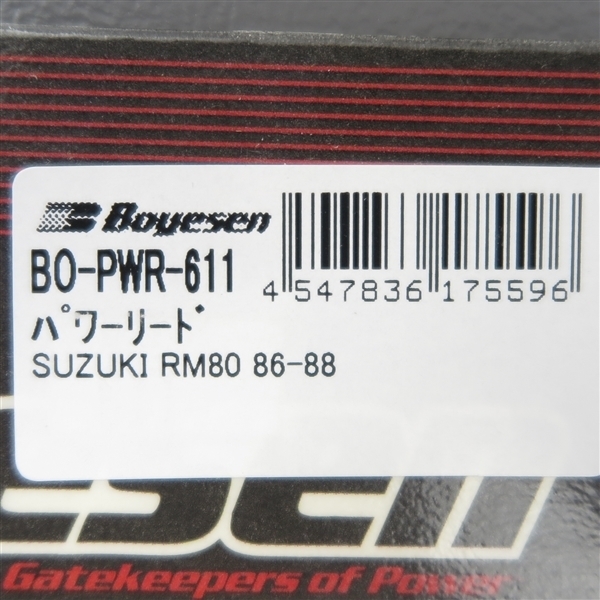 Boyesen
BO-PWR-611
4 547836 175596
ﾊﾟﾜｰﾘｰﾄﾞ
SUZUKI RM80 86-88
esen
Gatekeepers of Power